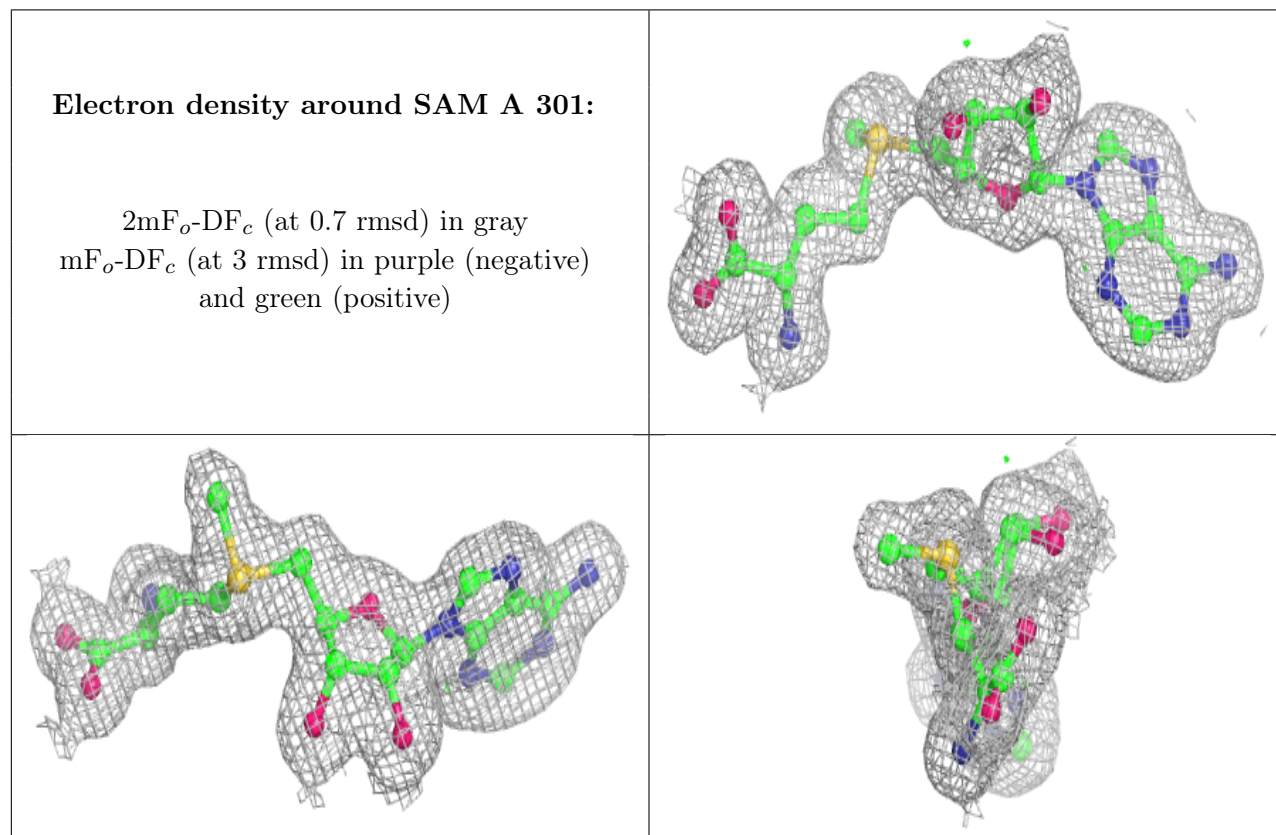 Electron density around SAM A 301:
2mFₒ-DF𝒸 (at 0.7 rmsd) in gray
mFₒ-DF𝒸 (at 3 rmsd) in purple (negative)
and green (positive)